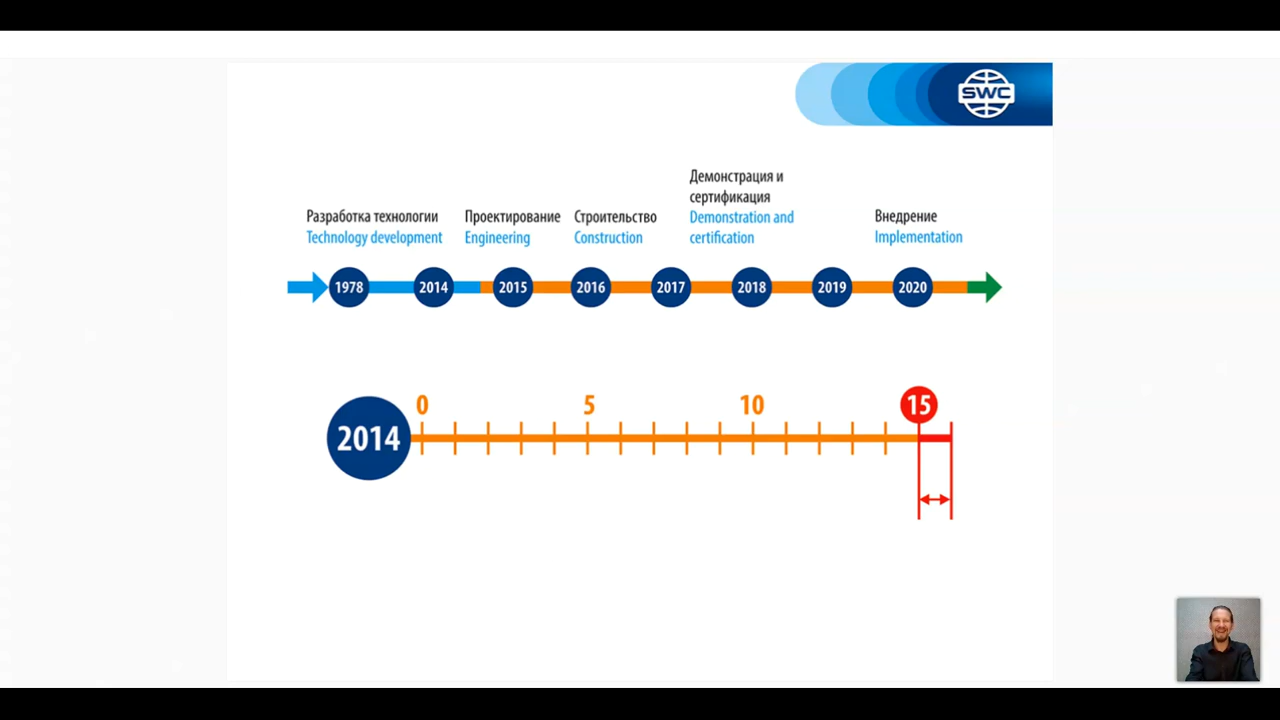 SWC
Демонстрация и
сертификация
Demonstration and
certification
Разработка технологии
Technology development
Проектирование
Engineering
Строительство
Construction
Внедрение
Implementation
1978 2014 2015 2016 2017 2018 2019 2020
0 5 10 15
2014